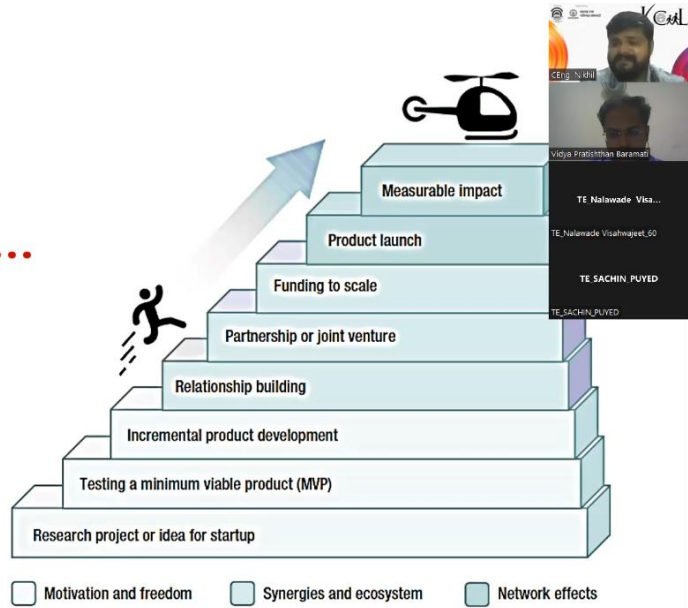 CEng. Nikhil
Vidya Pratishthan Baramati
TE_Nalawade Visa...
TE_Nalawade Visahwajeet_60
TE_SACHIN_PUYED
TE_SACHIN_PUYED
Measurable impact
Product launch
Funding to scale
Partnership or joint venture
Relationship building
Incremental product development
Testing a minimum viable product (MVP)
Research project or idea for startup
Motivation and freedom
Synergies and ecosystem
Network effects